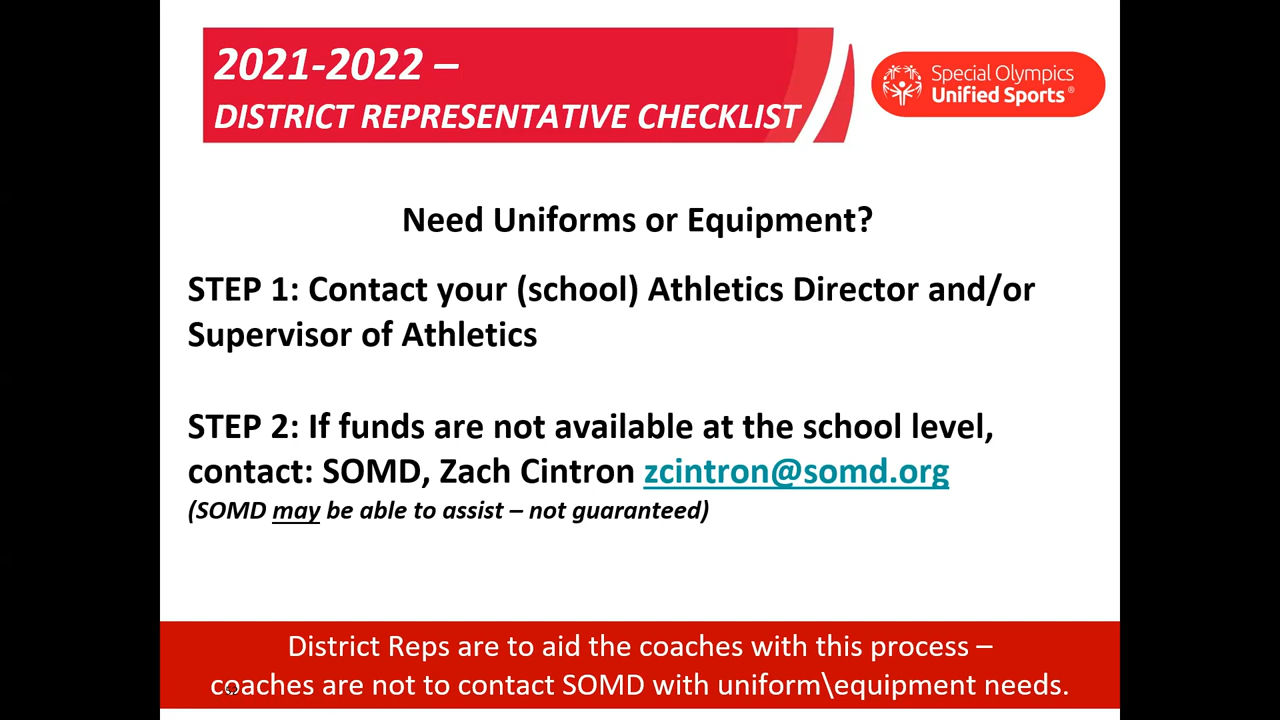 2021-2022 –
DISTRICT REPRESENTATIVE CHECKLIST
Special Olympics
Unified Sports®
Need Uniforms or Equipment?
STEP 1: Contact your (school) Athletics Director and/or
Supervisor of Athletics
STEP 2: If funds are not available at the school level,
contact: SOMD, Zach Cintron zcintron@somd.org
(SOMD may be able to assist – not guaranteed)
District Reps are to aid the coaches with this process –
coaches are not to contact SOMD with uniform\equipment needs.